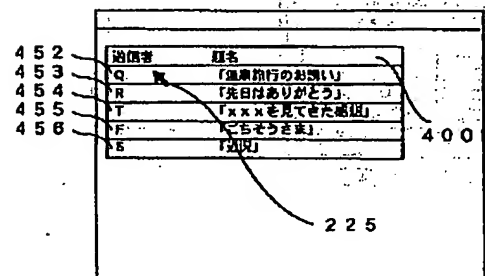 送信者 題名
452 Q 「温泉旅行のお誘い」
453 R 「先日はありがとう」
454 T 「xxxを見てきた感想」
455 F 「ごちそうさま」
456 S 「近況」
400
225